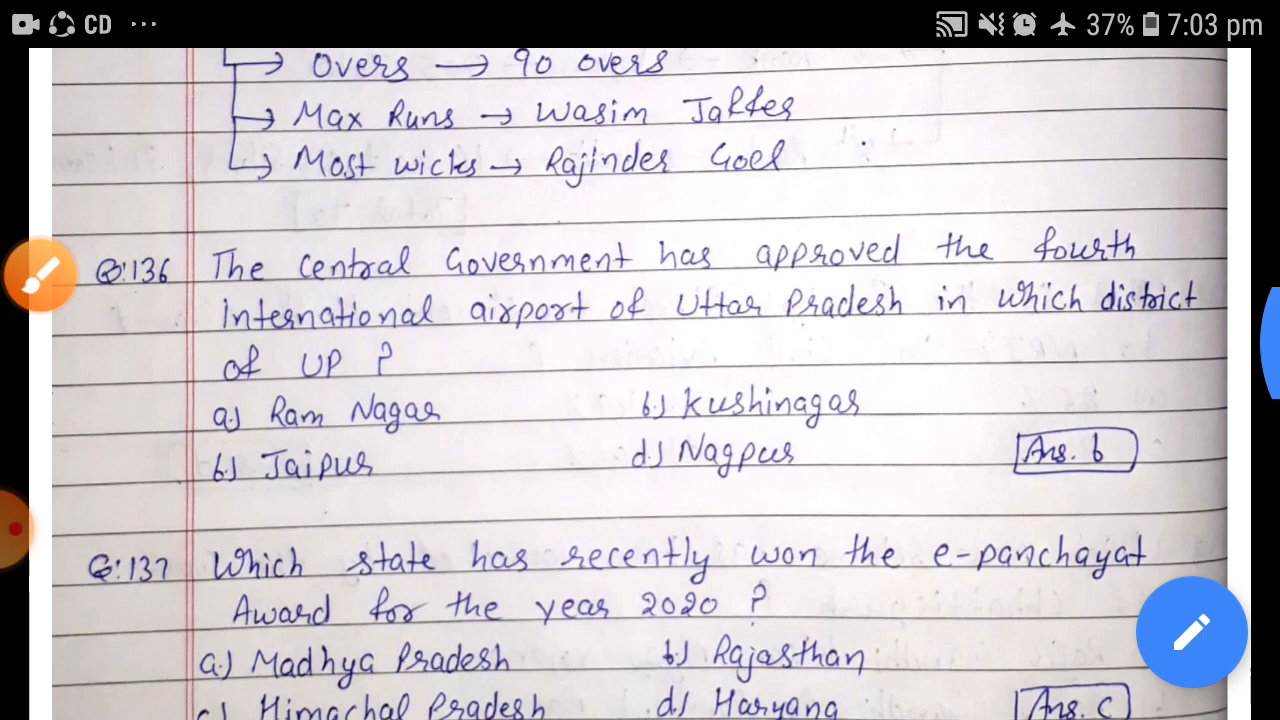 CD ... 37% 7:03 pm
Overs → 90 overs
Max Runs → Wasim Jaffer
Most wicks → Rajinder Goel
Q:136 The Central Government has approved the fourth
International airport of Uttar Pradesh in which district
of UP ?
a.) Ram Nagar b.) Kushinagar
b.) Jaipur d.) Nagpur Ans. b
Q:137 Which state has recently won the e-panchayat
Award for the year 2020 ?
a.) Madhya Pradesh b.) Rajasthan
c.) Himachal Pradesh d.) Haryana Ans. c